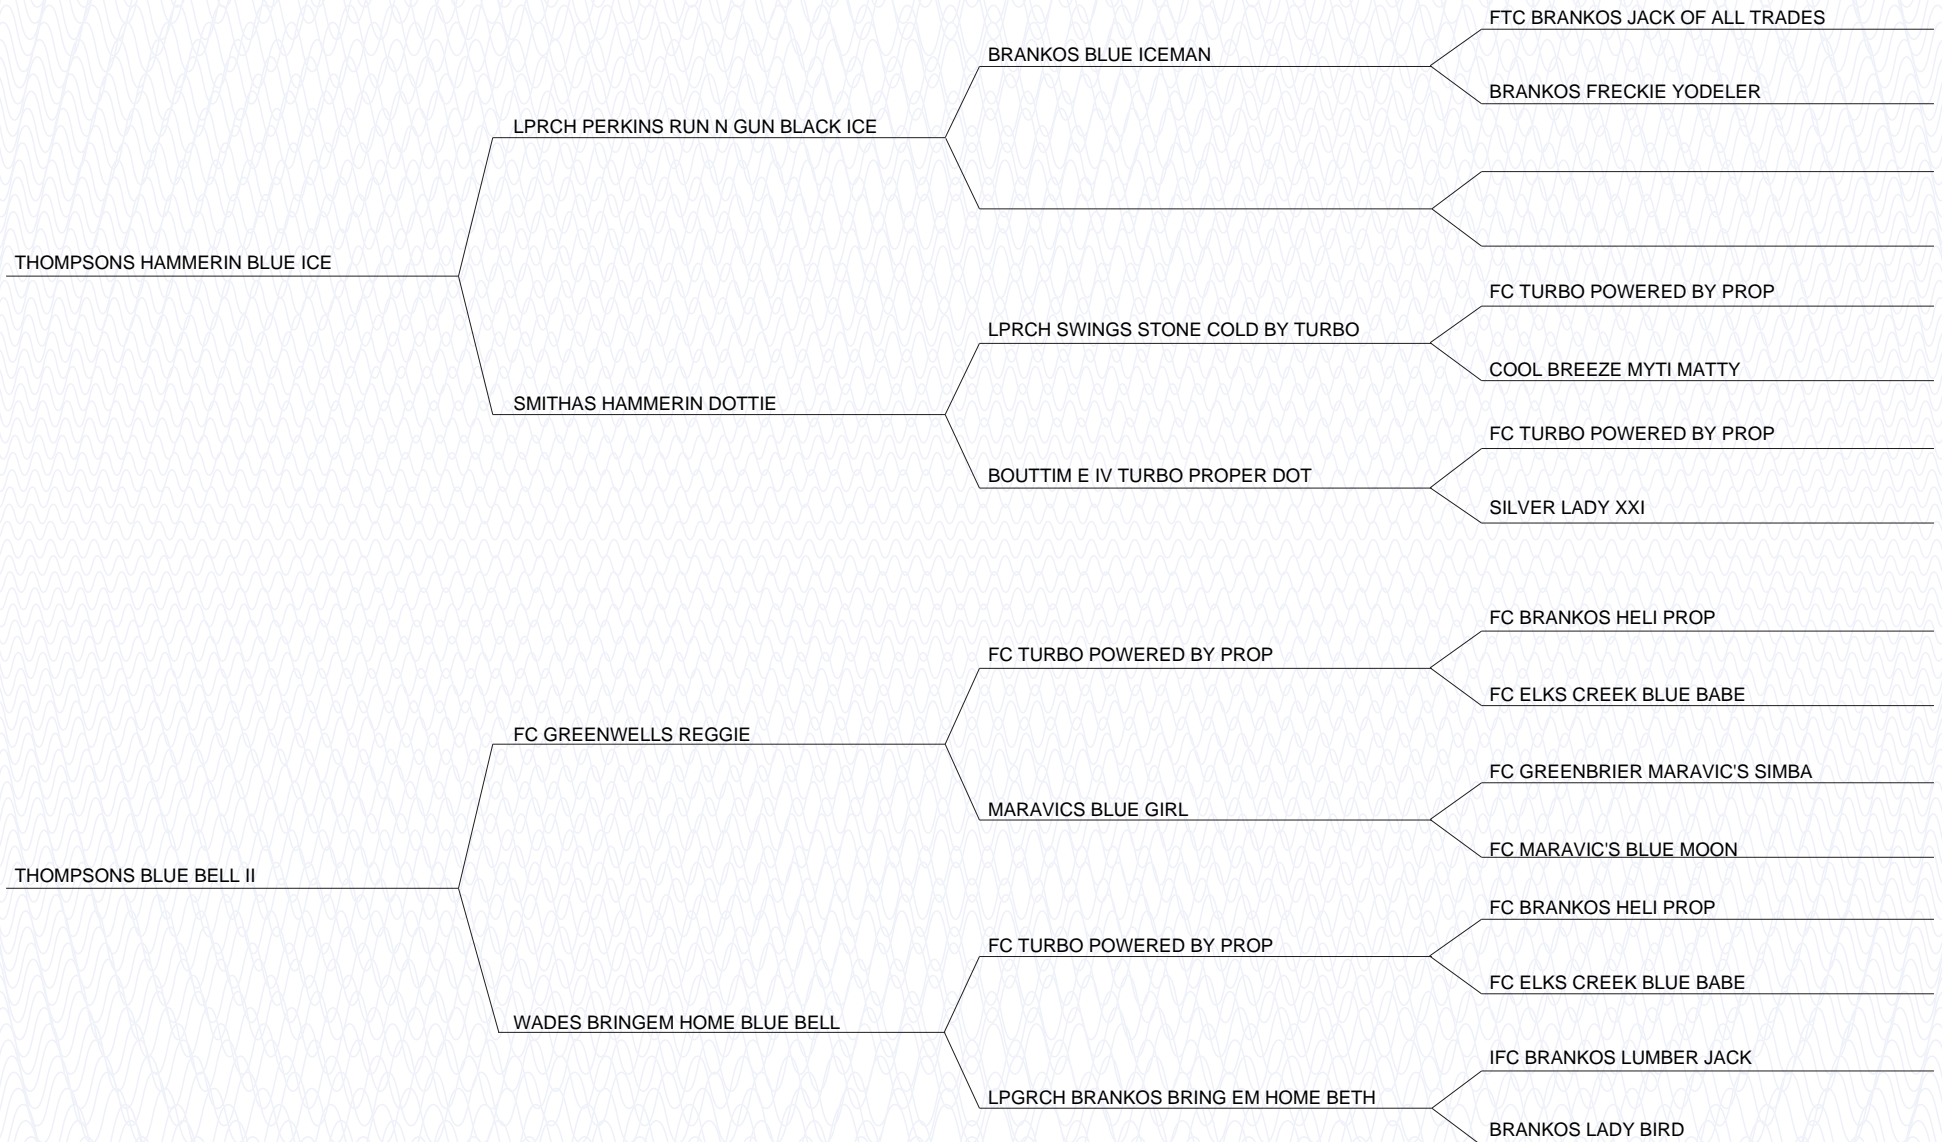 FTC BRANKOS JACK OF ALL TRADES
BRANKOS BLUE ICEMAN
BRANKOS FRECKIE YODELER
LPRCH PERKINS RUN N GUN BLACK ICE
THOMPSONS HAMMERIN BLUE ICE
FC TURBO POWERED BY PROP
LPRCH SWINGS STONE COLD BY TURBO
COOL BREEZE MYTI MATTY
SMITHAS HAMMERIN DOTTIE
FC TURBO POWERED BY PROP
BOUTTIM E IV TURBO PROPER DOT
SILVER LADY XXI
FC BRANKOS HELI PROP
FC TURBO POWERED BY PROP
FC ELKS CREEK BLUE BABE
FC GREENWELLS REGGIE
FC GREENBRIER MARAVIC'S SIMBA
MARAVICS BLUE GIRL
FC MARAVIC'S BLUE MOON
THOMPSONS BLUE BELL II
FC BRANKOS HELI PROP
FC TURBO POWERED BY PROP
FC ELKS CREEK BLUE BABE
WADES BRINGEM HOME BLUE BELL
IFC BRANKOS LUMBER JACK
LPGRCH BRANKOS BRING EM HOME BETH
BRANKOS LADY BIRD